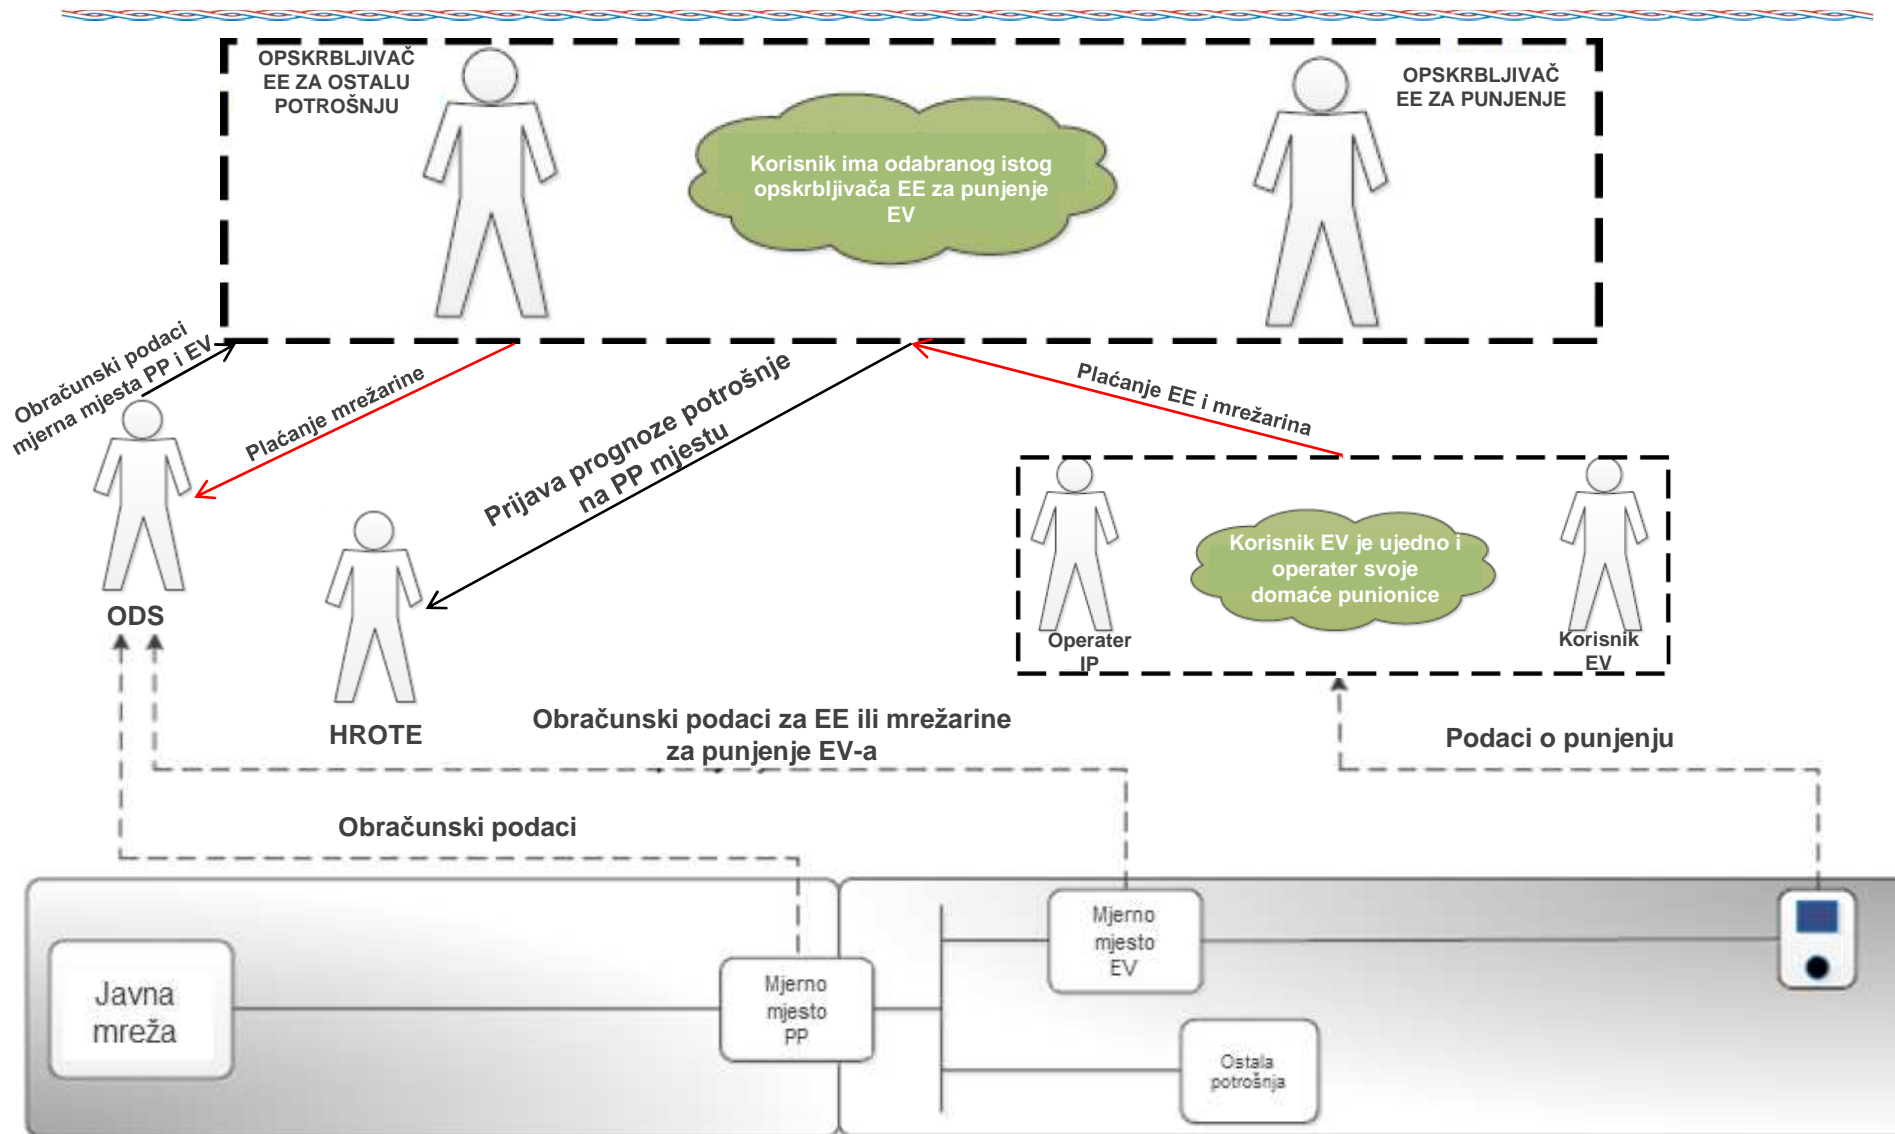 OPSKRBLJIVAČ
EE ZA OSTALU
POTROŠNJU
OPSKRBLJIVAČ
EE ZA PUNJENJE
Korisnik ima odabranog istog
opskrbljivača EE za punjenje
EV
Obračunski podaci
mjerna mjesta PP i EV
Plaćanje mrežarine
Prijava prognoze potrošnje
na PP mjestu
Plaćanje EE i mrežarina
Korisnik EV je ujedno i
operater svoje
domaće punionice
Operater
IP
Korisnik
EV
ODS
HROTE
Obračunski podaci za EE ili mrežarine
za punjenje EV-a
Podaci o punjenju
Obračunski podaci
Javna
mreža
Mjerno
mjesto
PP
Mjerno
mjesto
EV
Ostala
potrošnja